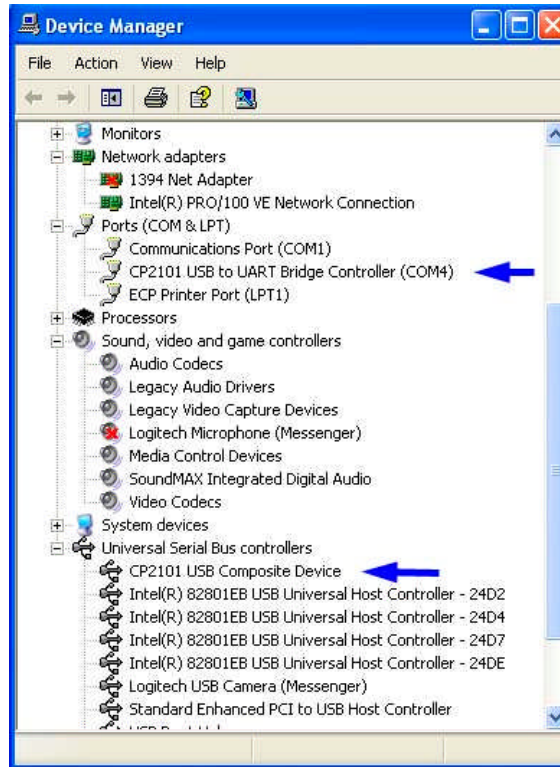 Device Manager
File Action View Help
Monitors
Network adapters
1394 Net Adapter
Intel(R) PRO/100 VE Network Connection
Ports (COM & LPT)
Communications Port (COM1)
CP2101 USB to UART Bridge Controller (COM4)
ECP Printer Port (LPT1)
Processors
Sound, video and game controllers
Audio Codecs
Legacy Audio Drivers
Legacy Video Capture Devices
Logitech Microphone (Messenger)
Media Control Devices
SoundMAX Integrated Digital Audio
Video Codecs
System devices
Universal Serial Bus controllers
CP2101 USB Composite Device
Intel(R) 82801EB USB Universal Host Controller - 24D2
Intel(R) 82801EB USB Universal Host Controller - 24D4
Intel(R) 82801EB USB Universal Host Controller - 24D7
Intel(R) 82801EB USB Universal Host Controller - 24DE
Logitech USB Camera (Messenger)
Standard Enhanced PCI to USB Host Controller